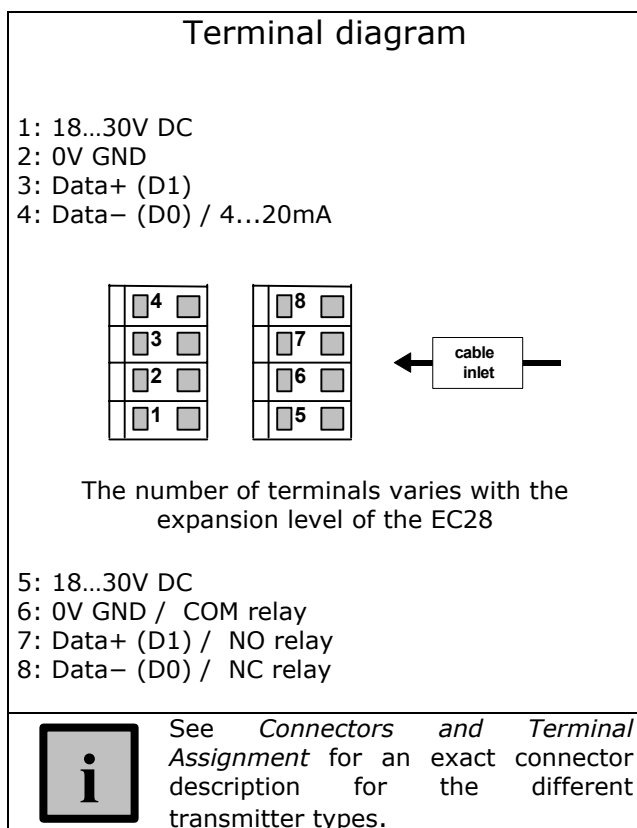 Terminal diagram
1: 18...30V DC
2: 0V GND
3: Data+ (D1)
4: Data− (D0) / 4...20mA
4 8
3 7
2 6
1 5
cable
inlet
The number of terminals varies with the
expansion level of the EC28
5: 18...30V DC
6: 0V GND / COM relay
7: Data+ (D1) / NO relay
8: Data− (D0) / NC relay
i
See Connectors and Terminal
Assignment for an exact connector
description for the different
transmitter types.